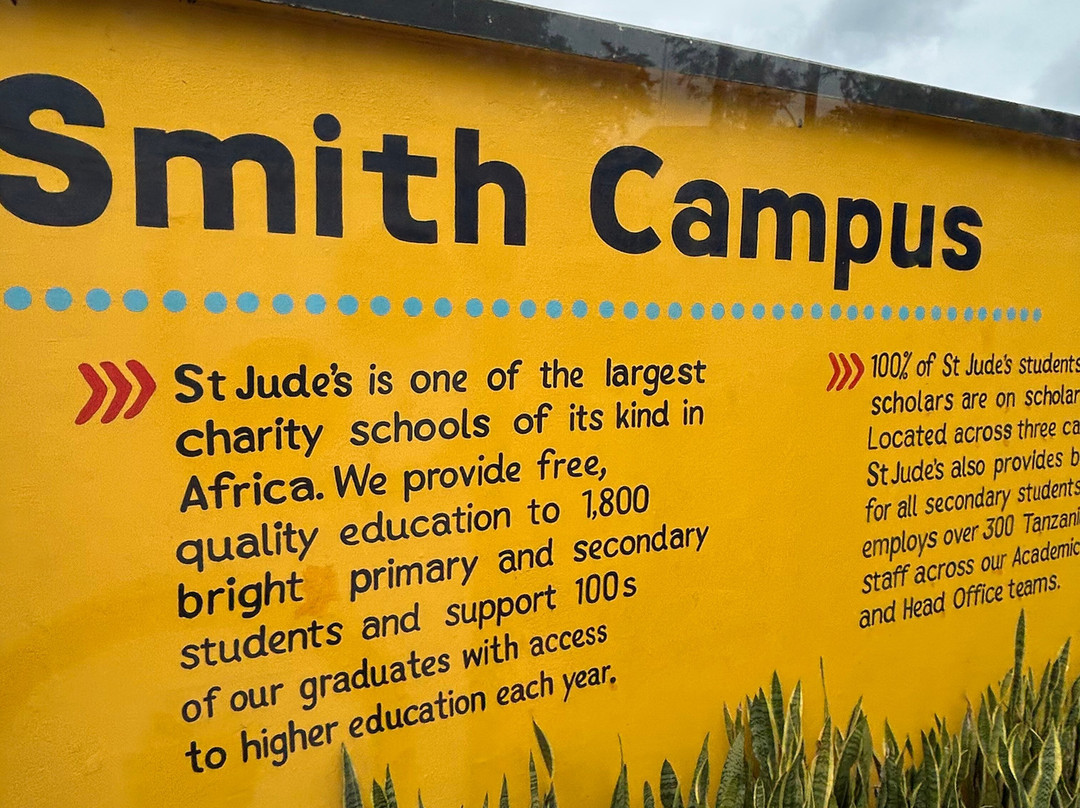 Smith Campus
St Jude's is one of the largest
charity schools of its kind in
Africa. We provide free,
quality education to 1,800
bright primary and secondary
students and support 100s
of our graduates with access
to higher education each year.
100% of St Jude's students
scholars are on
Located across three
St Jude's also provides
for all secondary students
employs over 300
staff across our Academic
and Head Office teams.